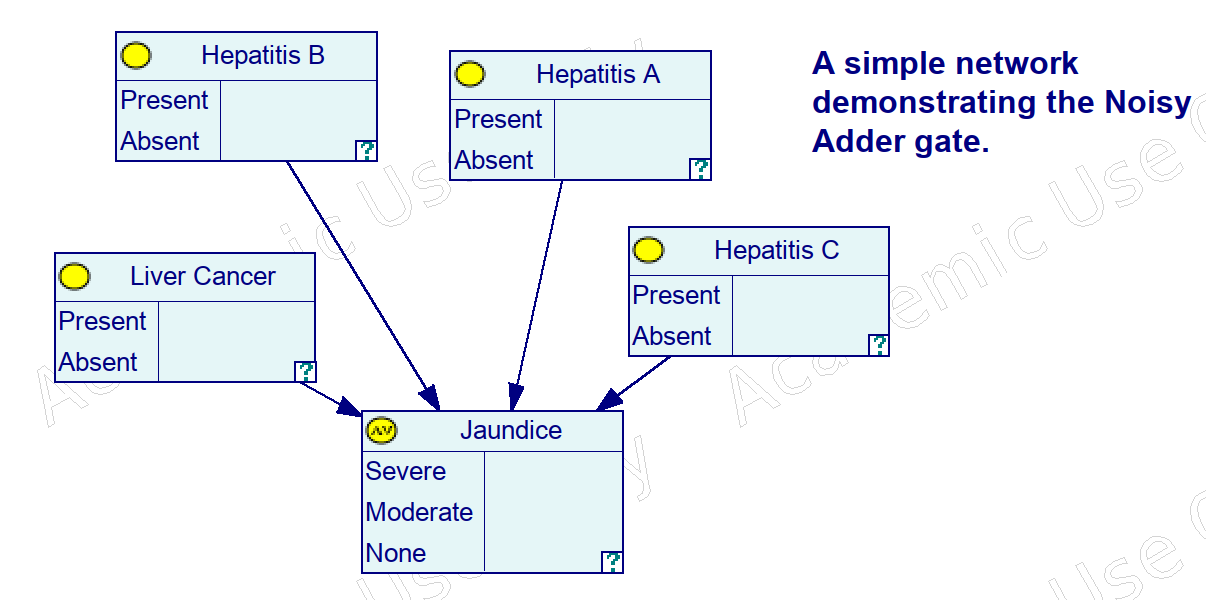 Hepatitis B
Present
Absent
?
Hepatitis A
Present
Absent
?
A simple network
demonstrating the Noisy
Adder gate.
Liver Cancer
Present
Absent
?
Hepatitis C
Present
Absent
?
Jaundice
Severe
Moderate
None
?
Academic Use